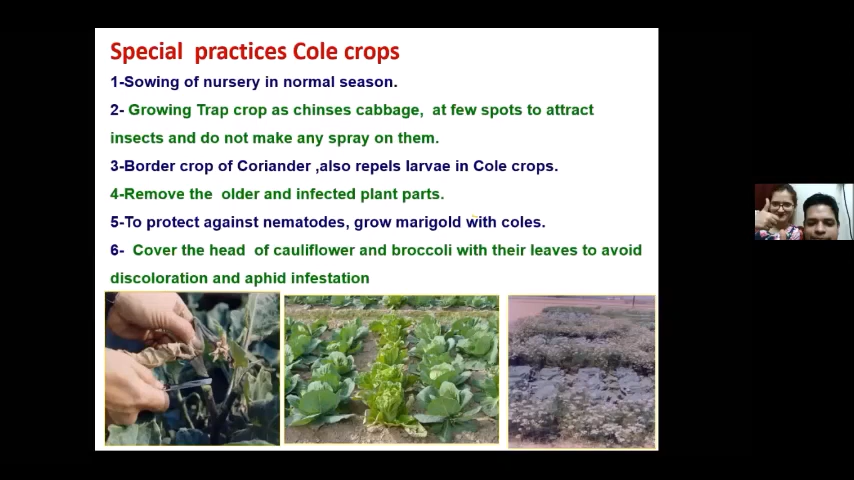 Special practices Cole crops
1-Sowing of nursery in normal season.
2- Growing Trap crop as chinses cabbage, at few spots to attract
insects and do not make any spray on them.
3-Border crop of Coriander ,also repels larvae in Cole crops.
4-Remove the older and infected plant parts.
5-To protect against nematodes, grow marigold with coles.
6- Cover the head of cauliflower and broccoli with their leaves to avoid
discoloration and aphid infestation